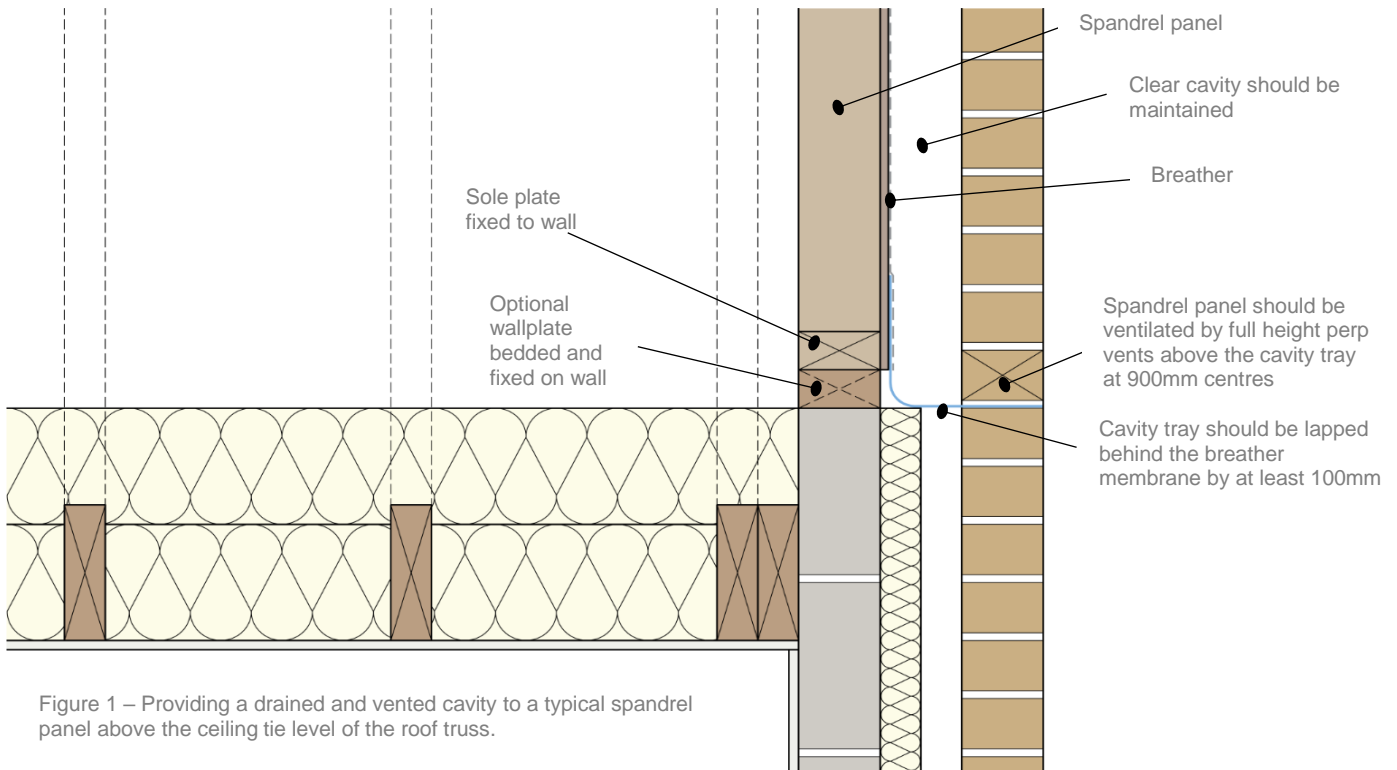 Spandrel panel
Clear cavity should be
maintained
Breather
Sole plate
fixed to wall
Optional
wallplate
bedded and
fixed on wall
Spandrel panel should be
ventilated by full height perp
vents above the cavity tray
at 900mm centres
Cavity tray should be lapped
behind the breather
membrane by at least 100mm
Figure 1 – Providing a drained and vented cavity to a typical spandrel
panel above the ceiling tie level of the roof truss.